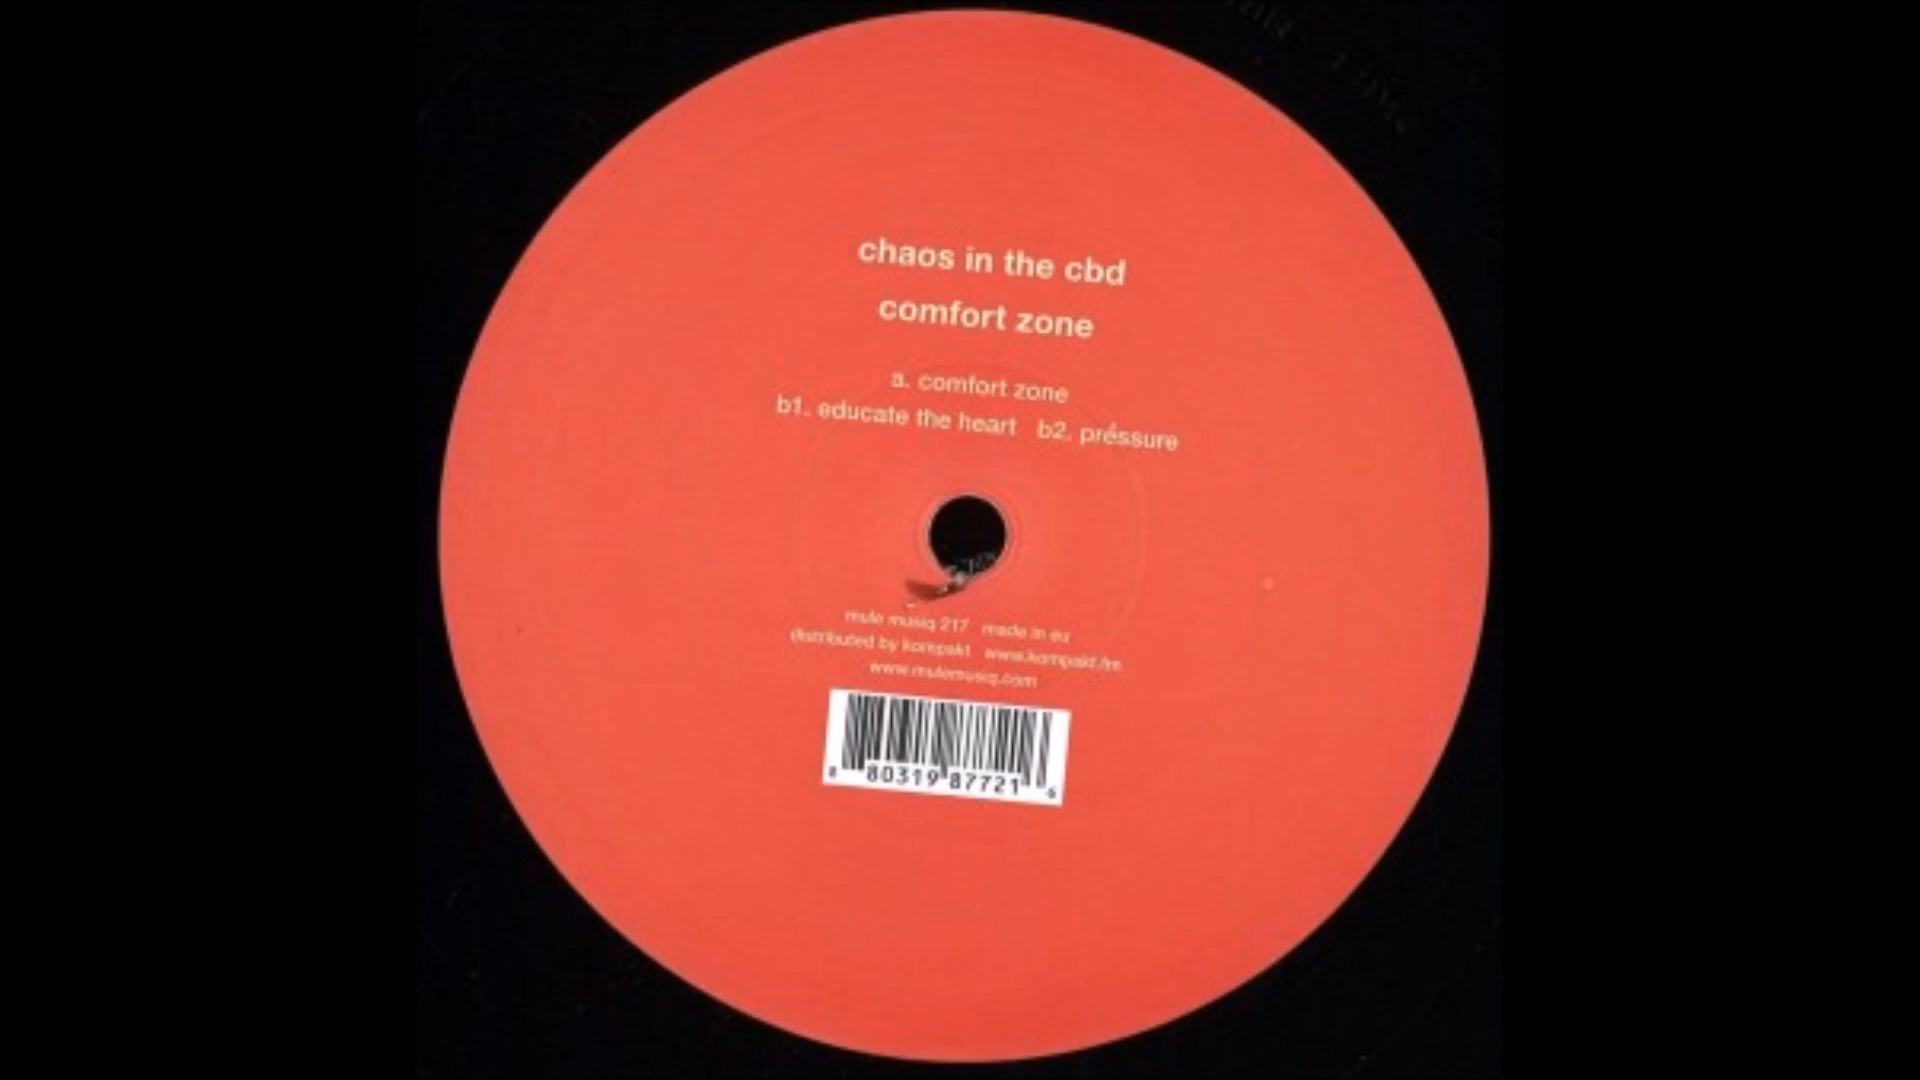 chaos in the cbd
comfort zone
a. comfort zone
b1. educate the heart b2. préssure
mule musiq 217 made in eu
distributed by kompakt www.kompakt.fm
www.mulemusiq.com
8 80319 87721 6